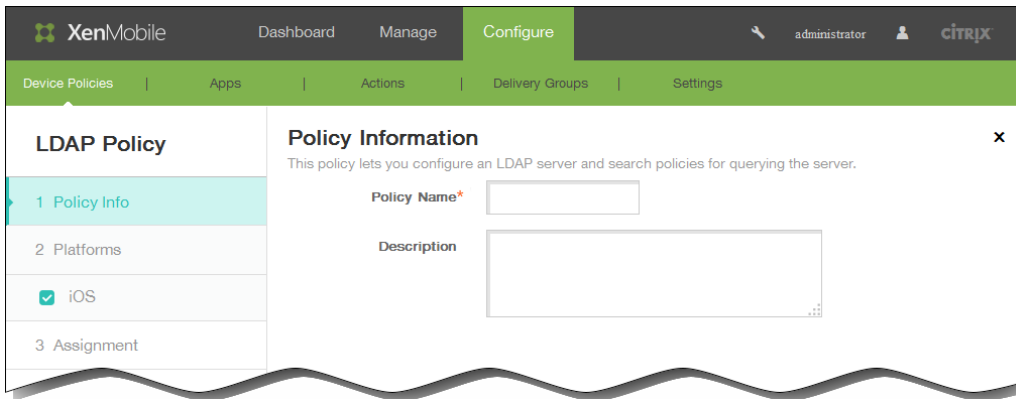 XenMobile Dashboard Manage Configure administrator CITRIX
Device Policies | Apps | Actions | Delivery Groups | Settings
LDAP Policy
1 Policy Info
2 Platforms
iOS
3 Assignment
Policy Information
This policy lets you configure an LDAP server and search policies for querying the server.
Policy Name*
Description